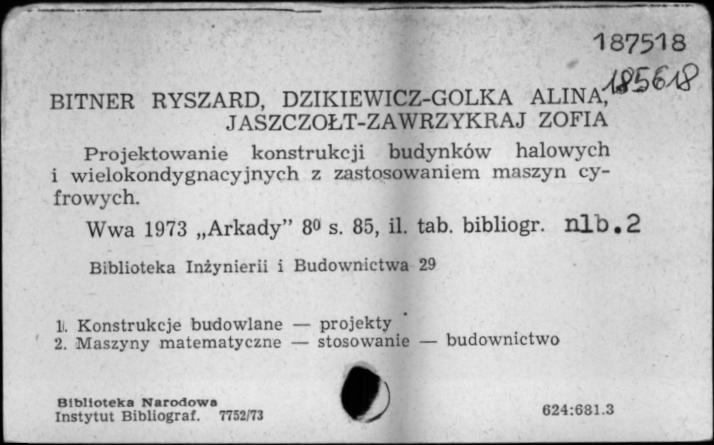 187518
185618
BITNER RYSZARD, DZIKIEWICZ-GOLKA ALINA,
JASZCZOŁT-ZAWRZYKRAJ ZOFIA
Projektowanie konstrukcji budynków halowych
i wielokondygnacyjnych z zastosowaniem maszyn cy-
frowych.
Wwa 1973 „Arkady” 8⁰ s. 85, il. tab. bibliogr. nlb.2
Biblioteka Inżynierii i Budownictwa 29
1. Konstrukcje budowlane — projekty
2. Maszyny matematyczne — stosowanie — budownictwo
Biblioteka Narodowa
Instytut Bibliograf. 7752/73
624:681.3